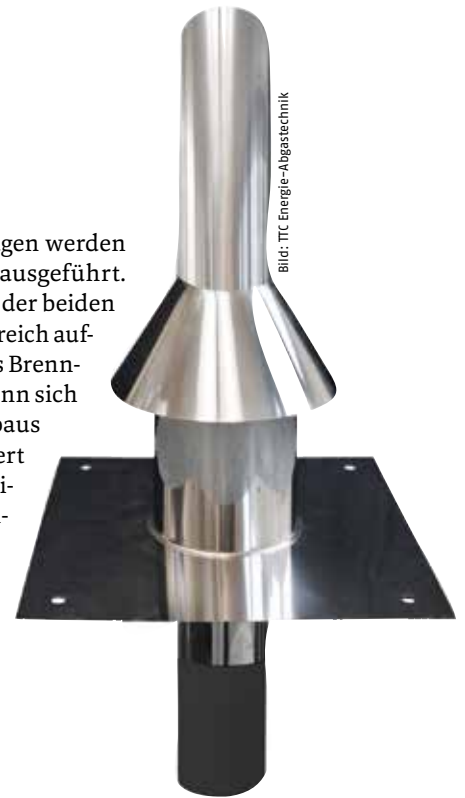 gen werden
ausgeführt.
der beiden
reich auf-
s Brenn-
nn sich
baus
ert
i-
-
Bild: TTC Energie-Abgastechnik